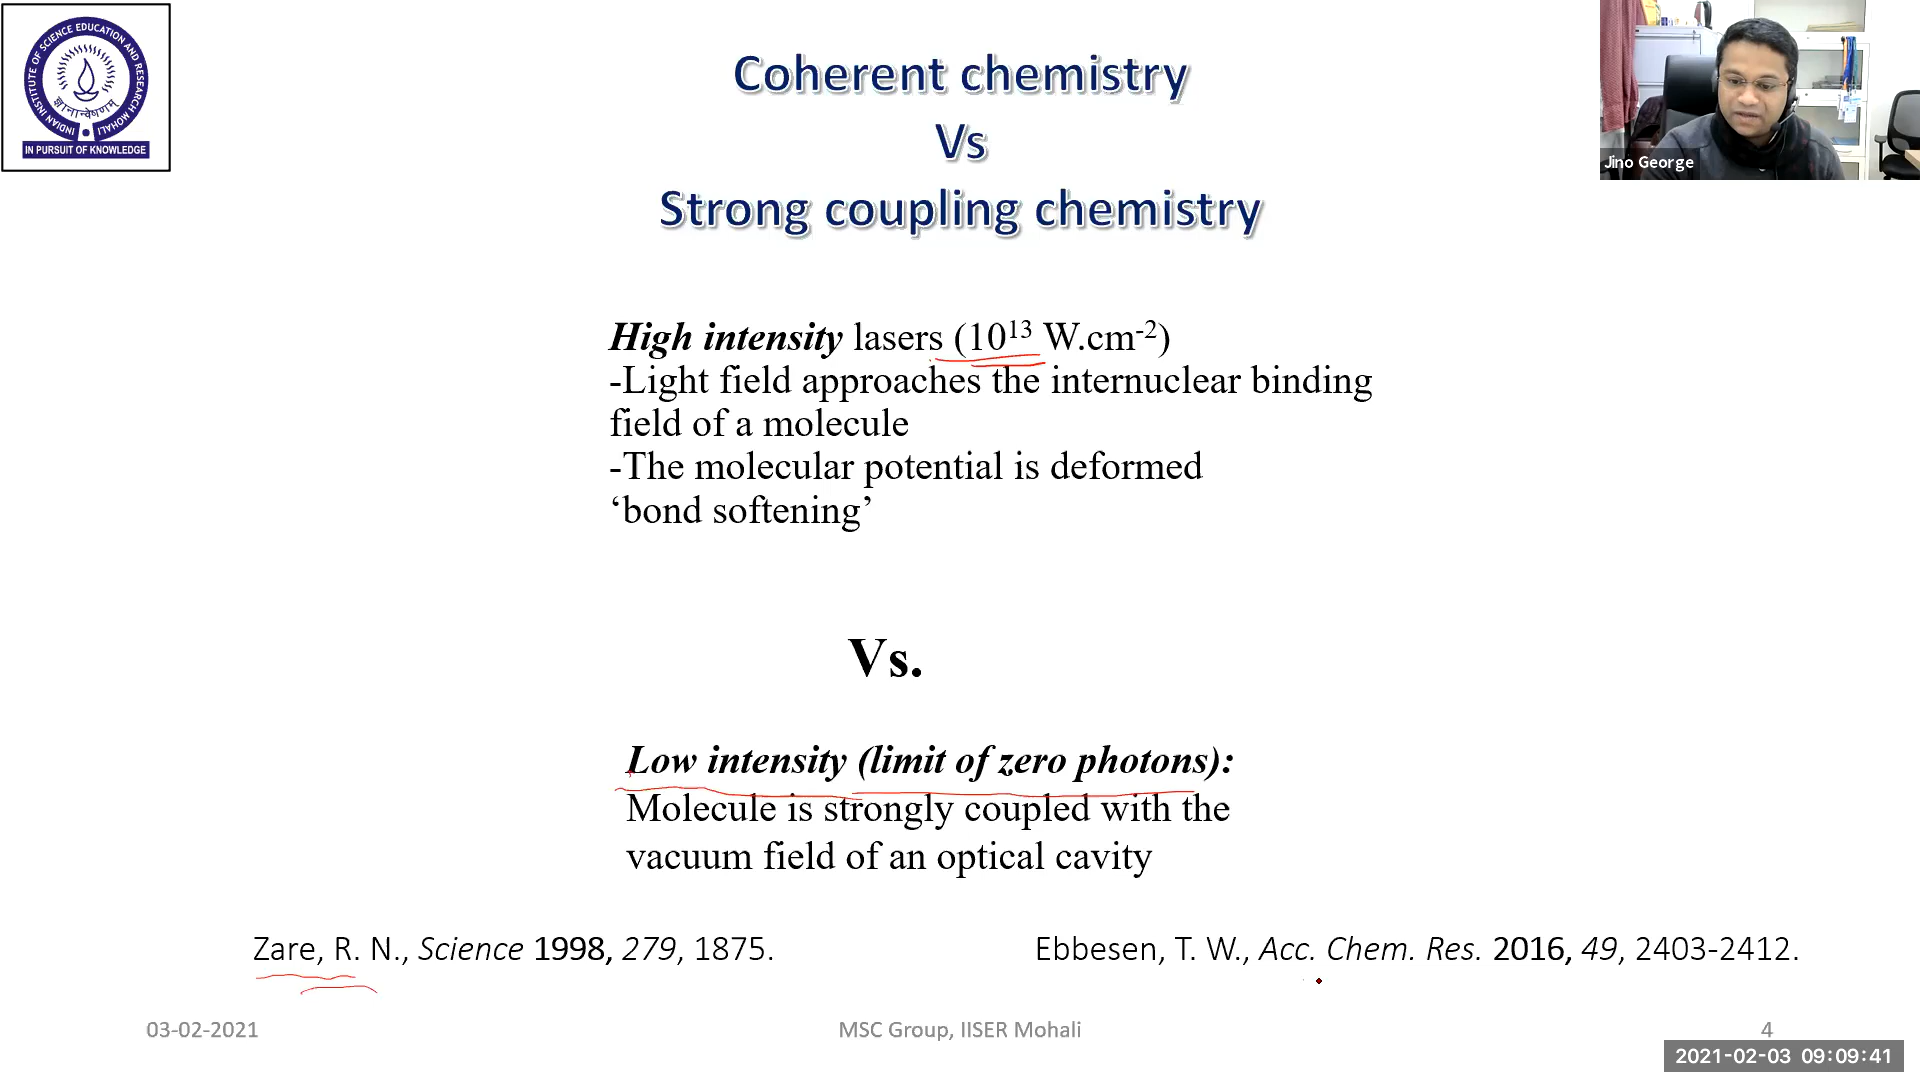 INDIAN INSTITUTE OF SCIENCE EDUCATION AND RESEARCH MOHALI
ज्ञानान्वेषणम्
IN PURSUIT OF KNOWLEDGE
Coherent chemistry
Vs
Strong coupling chemistry
Jino George
High intensity lasers (10¹³ W.cm⁻²)
-Light field approaches the internuclear binding
field of a molecule
-The molecular potential is deformed
‘bond softening’
Vs.
Low intensity (limit of zero photons):
Molecule is strongly coupled with the
vacuum field of an optical cavity
Zare, R. N., Science 1998, 279, 1875.
Ebbesen, T. W., Acc. Chem. Res. 2016, 49, 2403-2412.
03-02-2021
MSC Group, IISER Mohali
4
2021-02-03 09:09:41